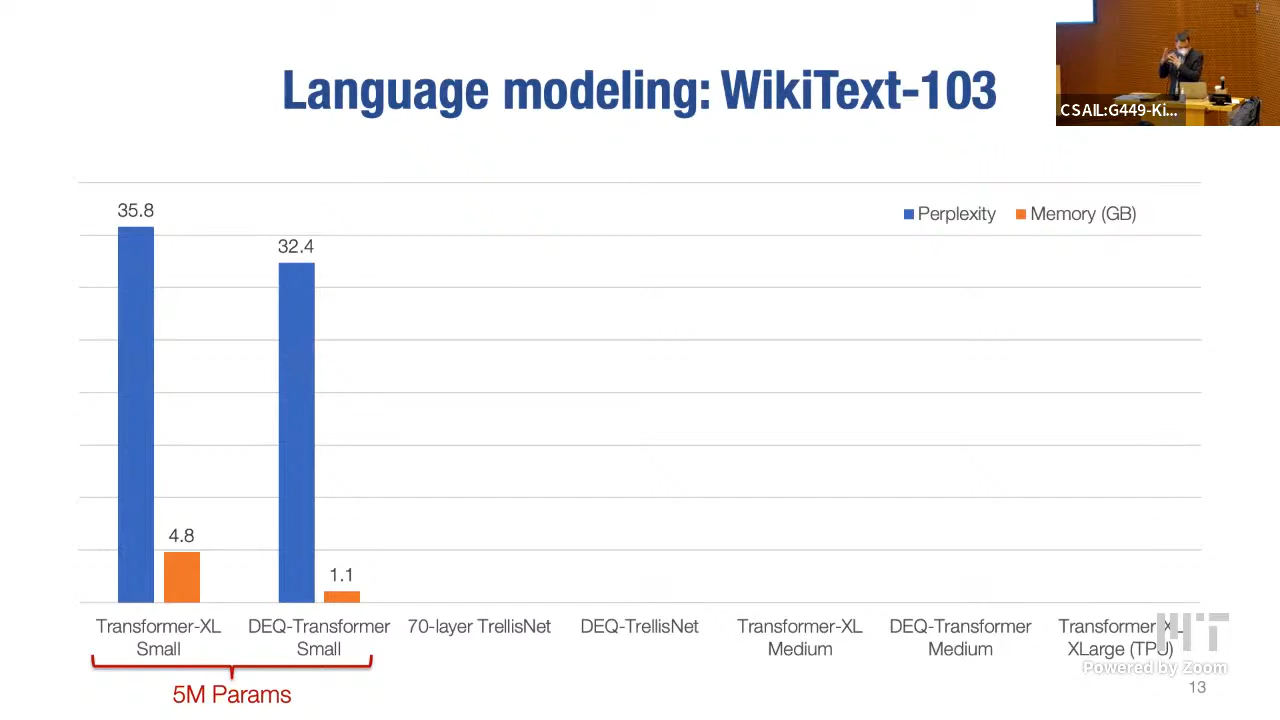 Language modeling: WikiText-103
CSAIL:G449-Ki...
Perplexity
Memory (GB)
35.8
32.4
4.8
1.1
Transformer-XL
Small
DEQ-Transformer
Small
70-layer TrellisNet
DEQ-TrellisNet
Transformer-XL
Medium
DEQ-Transformer
Medium
Transformer-XL
XLarge (TPU)
5M Params
MIT
Powered by Zoom
13